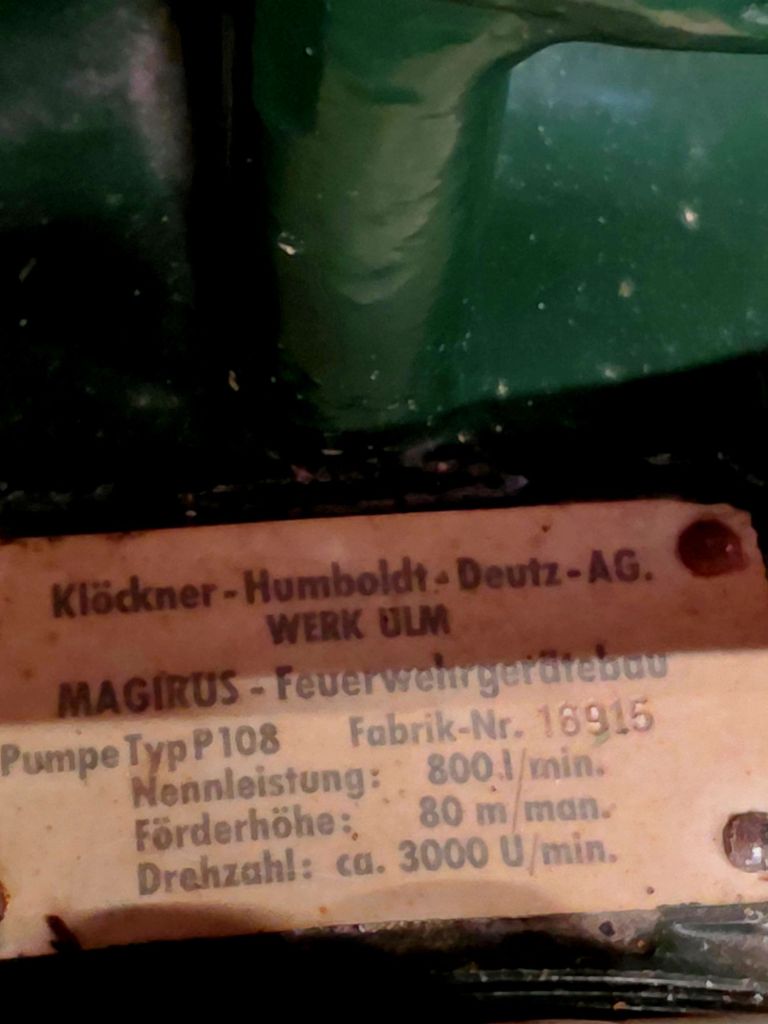 Klöckner-Humboldt-Deutz-AG.
WERK ULM
MAGIRUS - Feuerwehrgerätebau
Pumpe Typ P108 Fabrik-Nr. 16915
Nennleistung: 800 l/min.
Förderhöhe: 80 m/man.
Drehzahl: ca. 3000 U/min.